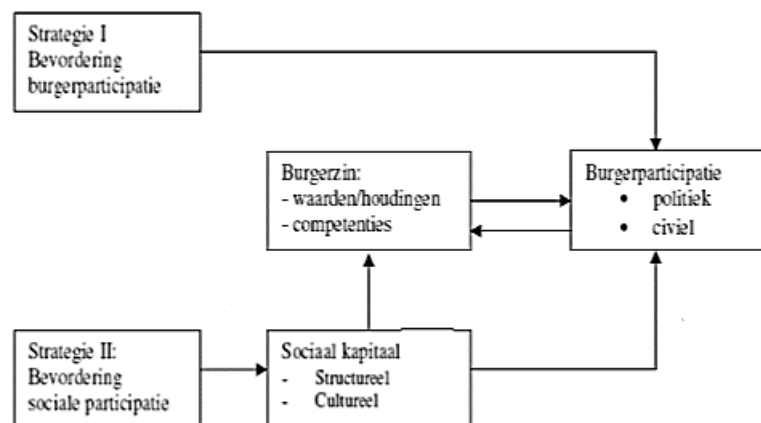 Strategie I
Bevordering
burgerparticipatie
Burgerzin:
- waarden/houdingen
- competenties
Burgerparticipatie
• politiek
• civiel
Strategie II:
Bevordering
sociale participatie
Sociaal kapitaal
- Structureel
- Cultureel